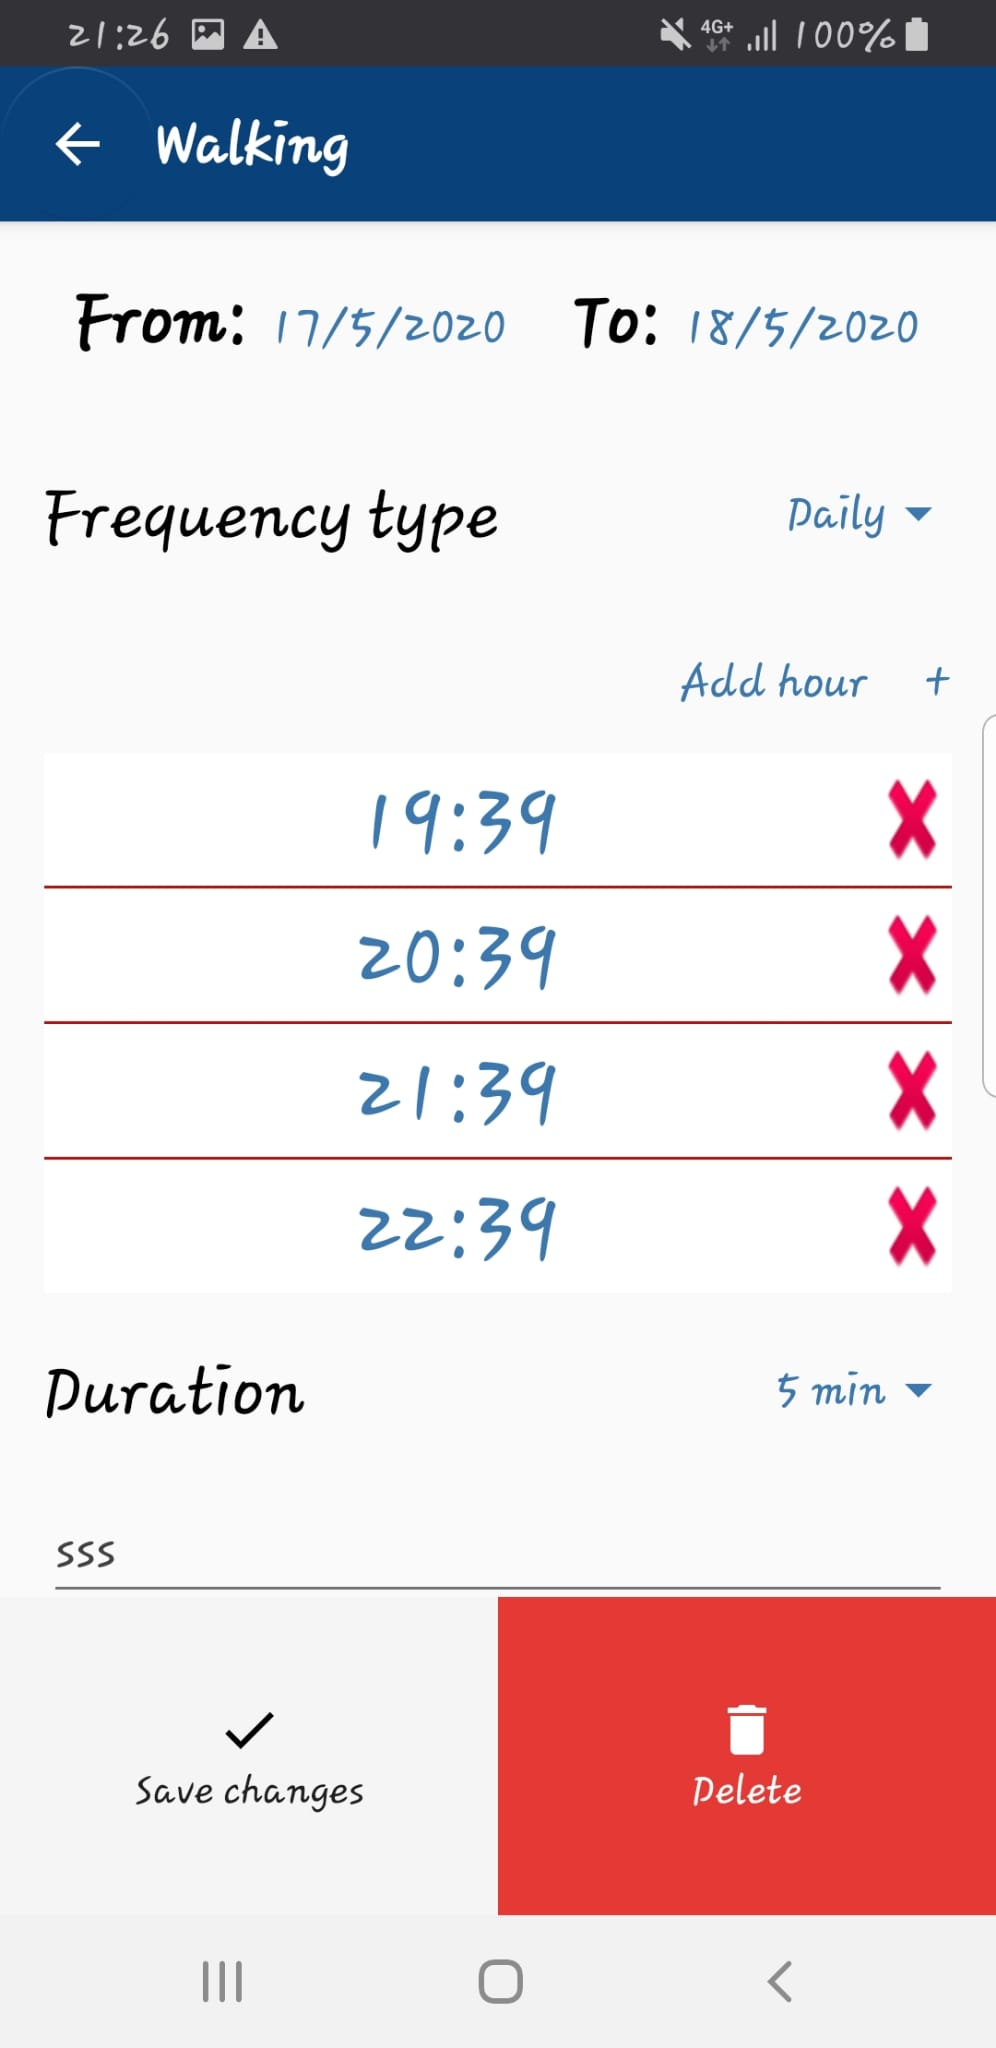 21:26 4G+ 100%
Walking
From: 17/5/2020 To: 18/5/2020
Frequency type Daily
Add hour +
19:39
20:39
21:39
22:39
Duration 5 min
sss
Save changes Delete